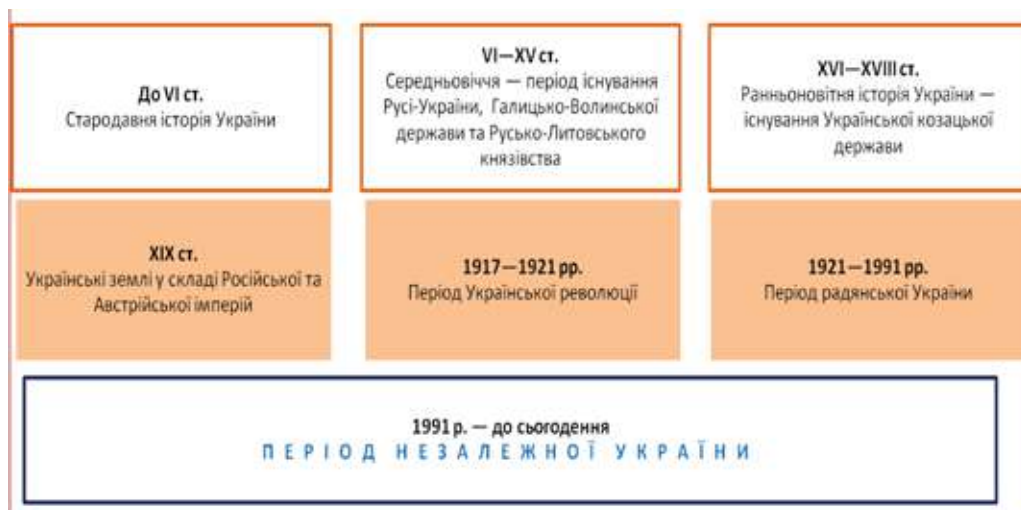 До VI ст.
Стародавня історія України
VI—XV ст.
Середньовіччя — період існування
Русі-України, Галицько-Волинської
держави та Русько-Литовського
князівства
XVI—XVIII ст.
Ранньоновітня історія України —
існування Української козацької
держави
XIX ст.
Українські землі у складі Російської та
Австрійської імперій
1917—1921 рр.
Період Української революції
1921—1991 рр.
Період радянської України
1991 р. — до сьогодення
ПЕРІОД НЕЗАЛЕЖНОЇ УКРАЇНИ